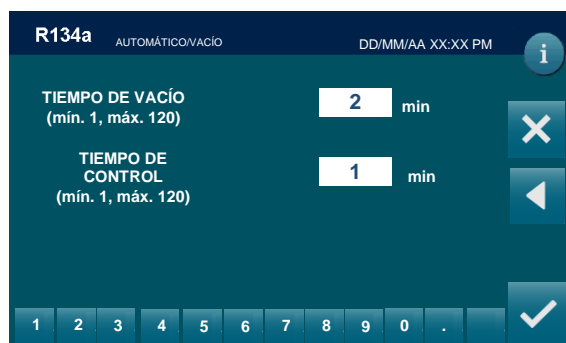 R134a AUTOMÁTICO/VACÍO DD/MM/AA XX:XX PM
i
TIEMPO DE VACÍO 2 min
(mín. 1, máx. 120)
TIEMPO DE
CONTROL 1 min
(mín. 1, máx. 120)
1 2 3 4 5 6 7 8 9 0 .